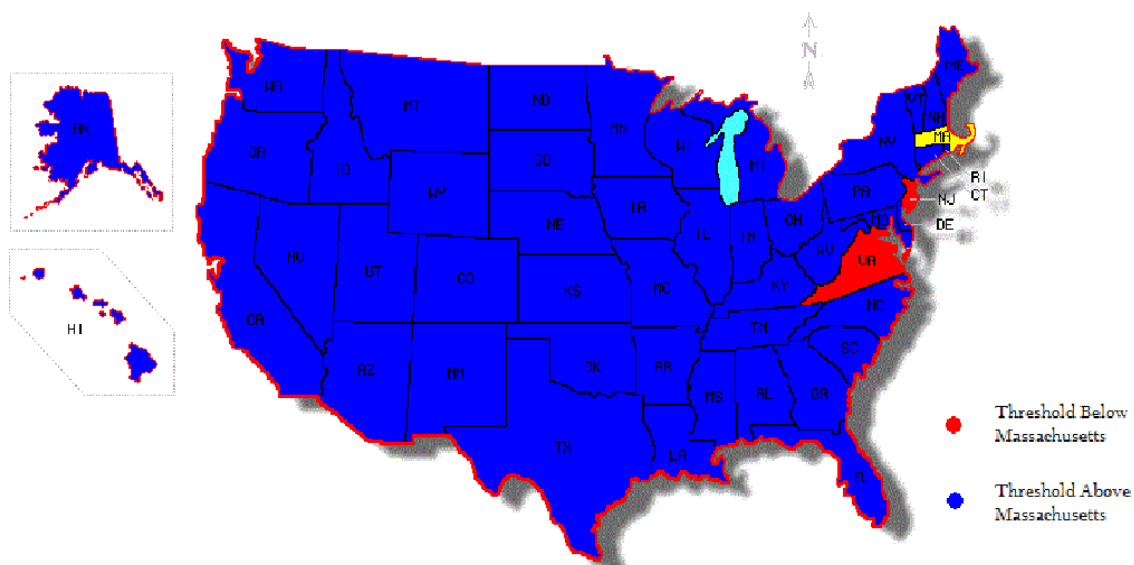 N
ME
WA
VT
MT
ND
NH
AK
MN
MA
OR
WI
NY
ID
SD
MI
RI
WY
PA
CT
NJ
IA
NE
OH
DE
IL
IN
NV
UT
CO
WV
VA
KS
MO
KY
HI
CA
NC
TN
SC
AZ
NM
OK
AR
MS
AL
GA
Threshold Below
Massachusetts
TX
LA
FL
Threshold Above
Massachusetts